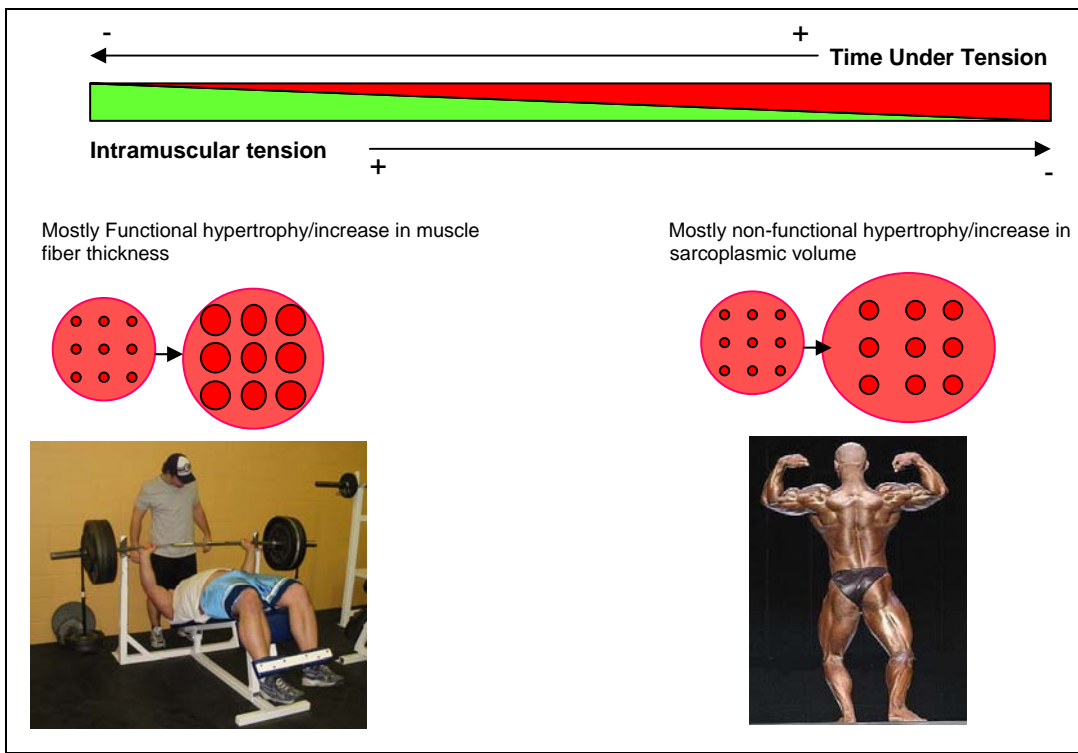 - +
Time Under Tension
Intramuscular tension
+ -
Mostly Functional hypertrophy/increase in muscle
fiber thickness
Mostly non-functional hypertrophy/increase in
sarcoplasmic volume